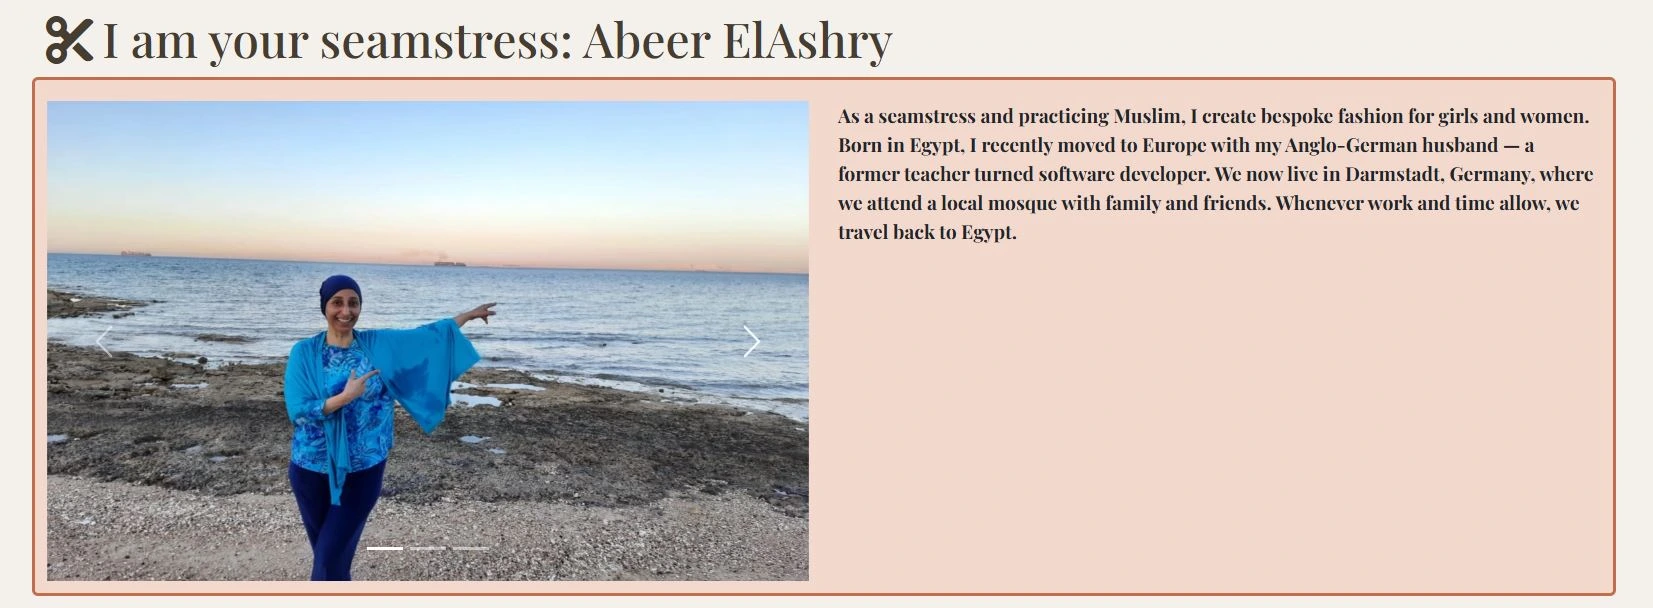 I am your seamstress: Abeer ElAshry
As a seamstress and practicing Muslim, I create bespoke fashion for girls and women.
Born in Egypt, I recently moved to Europe with my Anglo-German husband — a
former teacher turned software developer. We now live in Darmstadt, Germany, where
we attend a local mosque with family and friends. Whenever work and time allow, we
travel back to Egypt.